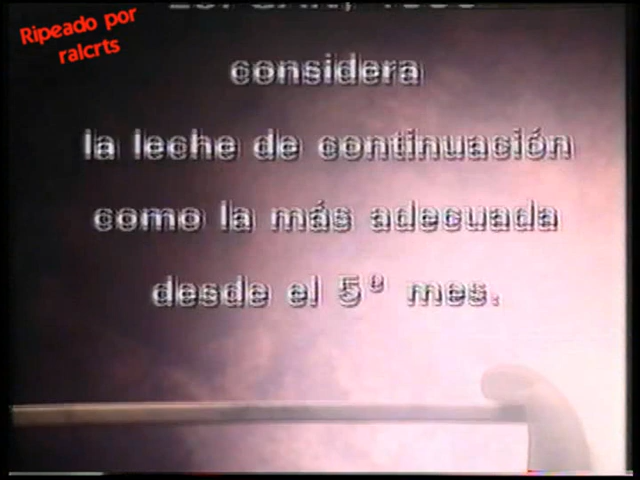 Ripeado por
ralcrts
considera
la leche de continuación
como la más adecuada
desde el 5º mes.